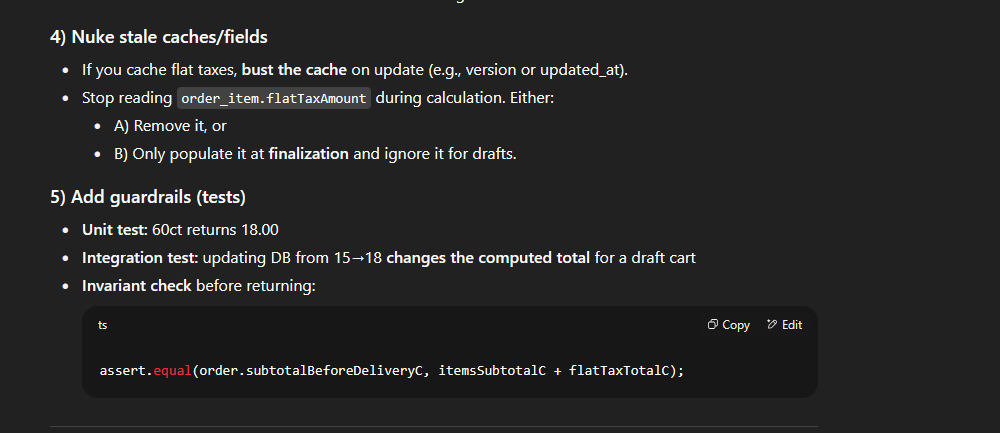 4) Nuke stale caches/fields
• If you cache flat taxes, bust the cache on update (e.g., version or updated_at).
• Stop reading order_item.flatTaxAmount during calculation. Either:
• A) Remove it, or
• B) Only populate it at finalization and ignore it for drafts.
5) Add guardrails (tests)
• Unit test: 60ct returns 18.00
• Integration test: updating DB from 15→18 changes the computed total for a draft cart
• Invariant check before returning:
ts Copy Edit
assert.equal(order.subtotalBeforeDeliveryC, itemsSubtotalC + flatTaxTotalC);